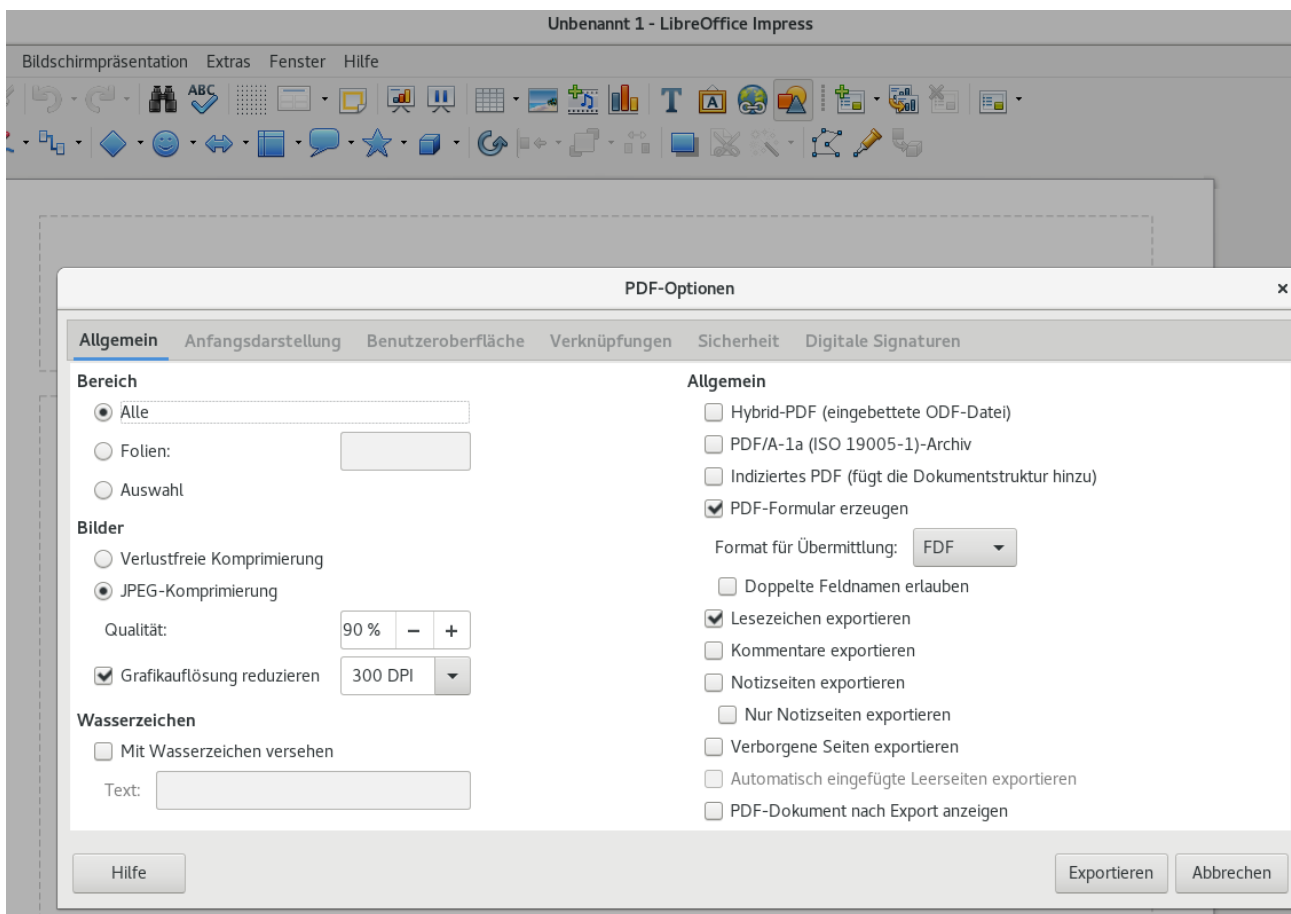 Unbenannt 1 - LibreOffice Impress
Bildschirmpräsentation Extras Fenster Hilfe
ABC
T
A
PDF-Optionen
×
Allgemein Anfangsdarstellung Benutzeroberfläche Verknüpfungen Sicherheit Digitale Signaturen
Bereich
Alle
Folien:
Auswahl
Bilder
Verlustfreie Komprimierung
JPEG-Komprimierung
Qualität: 90 % − +
Grafikauflösung reduzieren 300 DPI
Wasserzeichen
Mit Wasserzeichen versehen
Text:
Allgemein
Hybrid-PDF (eingebettete ODF-Datei)
PDF/A-1a (ISO 19005-1)-Archiv
Indiziertes PDF (fügt die Dokumentstruktur hinzu)
PDF-Formular erzeugen
Format für Übermittlung: FDF
Doppelte Feldnamen erlauben
Lesezeichen exportieren
Kommentare exportieren
Notizseiten exportieren
Nur Notizseiten exportieren
Verborgene Seiten exportieren
Automatisch eingefügte Leerseiten exportieren
PDF-Dokument nach Export anzeigen
Hilfe Exportieren Abbrechen